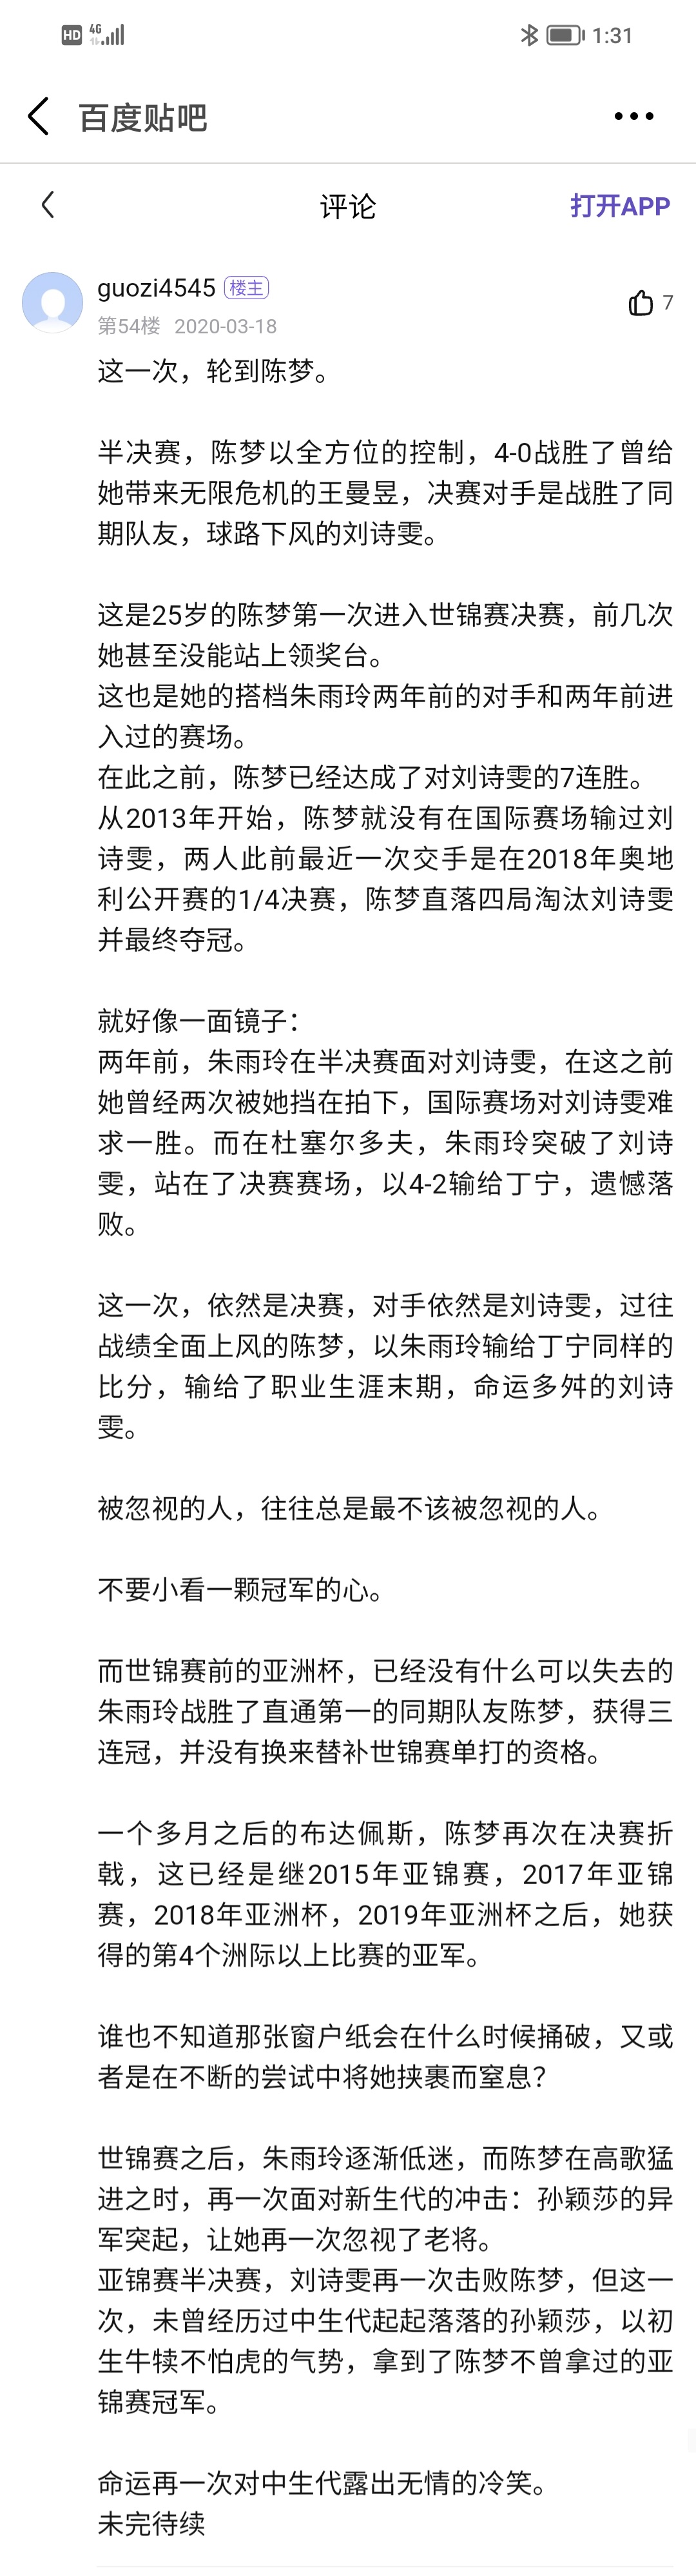 HD 4G 1:31
百度贴吧
评论 打开APP
guozi4545 楼主
7
第54楼 2020-03-18
这一次，轮到陈梦。
半决赛，陈梦以全方位的控制，4-0战胜了曾给
她带来无限危机的王曼昱，决赛对手是战胜了同
期队友，球路下风的刘诗雯。
这是25岁的陈梦第一次进入世锦赛决赛，前几次
她甚至没能站上领奖台。
这也是她的搭档朱雨玲两年前的对手和两年前进
入过的赛场。
在此之前，陈梦已经达成了对刘诗雯的7连胜。
从2013年开始，陈梦就没有在国际赛场输过刘
诗雯，两人此前最近一次交手是在2018年奥地
利公开赛的1/4决赛，陈梦直落四局淘汰刘诗雯
并最终夺冠。
就好像一面镜子：
两年前，朱雨玲在半决赛面对刘诗雯，在这之前
她曾经两次被她挡在拍下，国际赛场对刘诗雯难
求一胜。而在杜塞尔多夫，朱雨玲突破了刘诗
雯，站在了决赛赛场，以4-2输给丁宁，遗憾落
败。
这一次，依然是决赛，对手依然是刘诗雯，过往
战绩全面上风的陈梦，以朱雨玲输给丁宁同样的
比分，输给了职业生涯末期，命运多舛的刘诗
雯。
被忽视的人，往往总是最不该被忽视的人。
不要小看一颗冠军的心。
而世锦赛前的亚洲杯，已经没有什么可以失去的
朱雨玲战胜了直通第一的同期队友陈梦，获得三
连冠，并没有换来替补世锦赛单打的资格。
一个多月之后的布达佩斯，陈梦再次在决赛折
戟，这已经是继2015年亚锦赛，2017年亚锦
赛，2018年亚洲杯，2019年亚洲杯之后，她获
得的第4个洲际以上比赛的亚军。
谁也不知道那张窗户纸会在什么时候捅破，又或
者是在不断的尝试中将她挟裹而窒息？
世锦赛之后，朱雨玲逐渐低迷，而陈梦在高歌猛
进之时，再一次面对新生代的冲击：孙颖莎的异
军突起，让她再一次忽视了老将。
亚锦赛半决赛，刘诗雯再一次击败陈梦，但这一
次，未曾经历过中生代起起落落的孙颖莎，以初
生牛犊不怕虎的气势，拿到了陈梦不曾拿过的亚
锦赛冠军。
命运再一次对中生代露出无情的冷笑。
未完待续